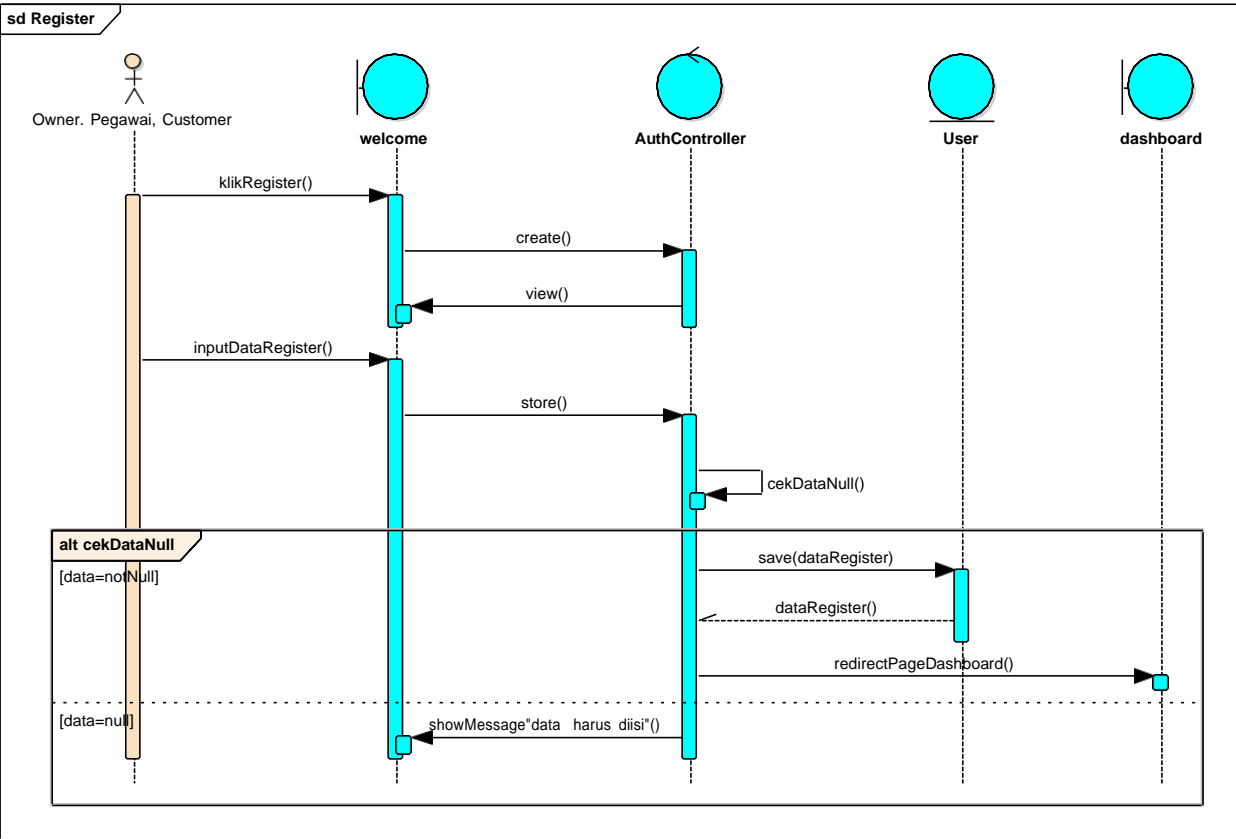 sd Register
Owner. Pegawai, Customer
welcome
AuthController
User
dashboard
klikRegister()
create()
view()
inputDataRegister()
store()
cekDataNull()
alt cekDataNull
save(dataRegister)
[data=notNull]
dataRegister()
redirectPageDashboard()
[data=null]
showMessage"data harus diisi"()